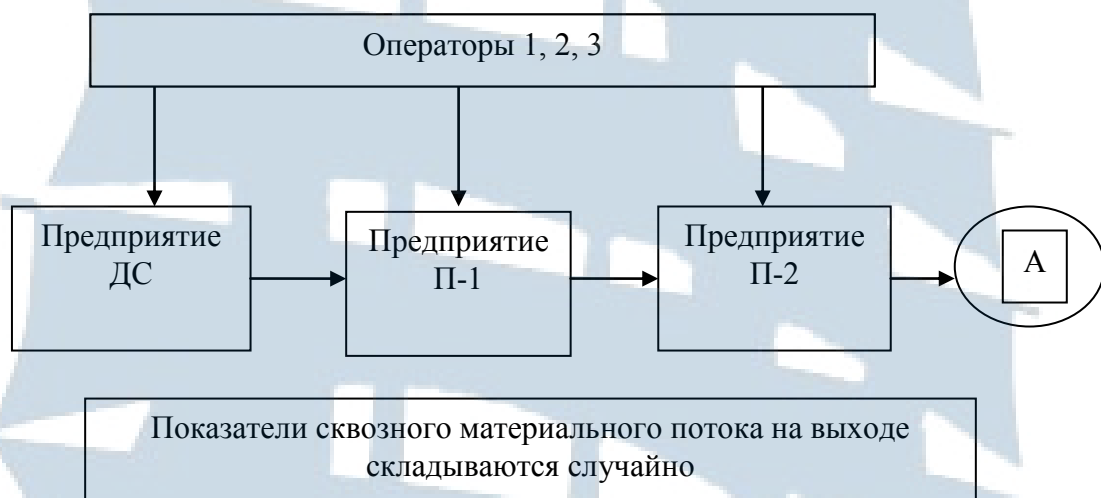 Операторы 1, 2, 3
Предприятие
ДС
Предприятие
П-1
Предприятие
П-2
А
Показатели сквозного материального потока на выходе
складываются случайно